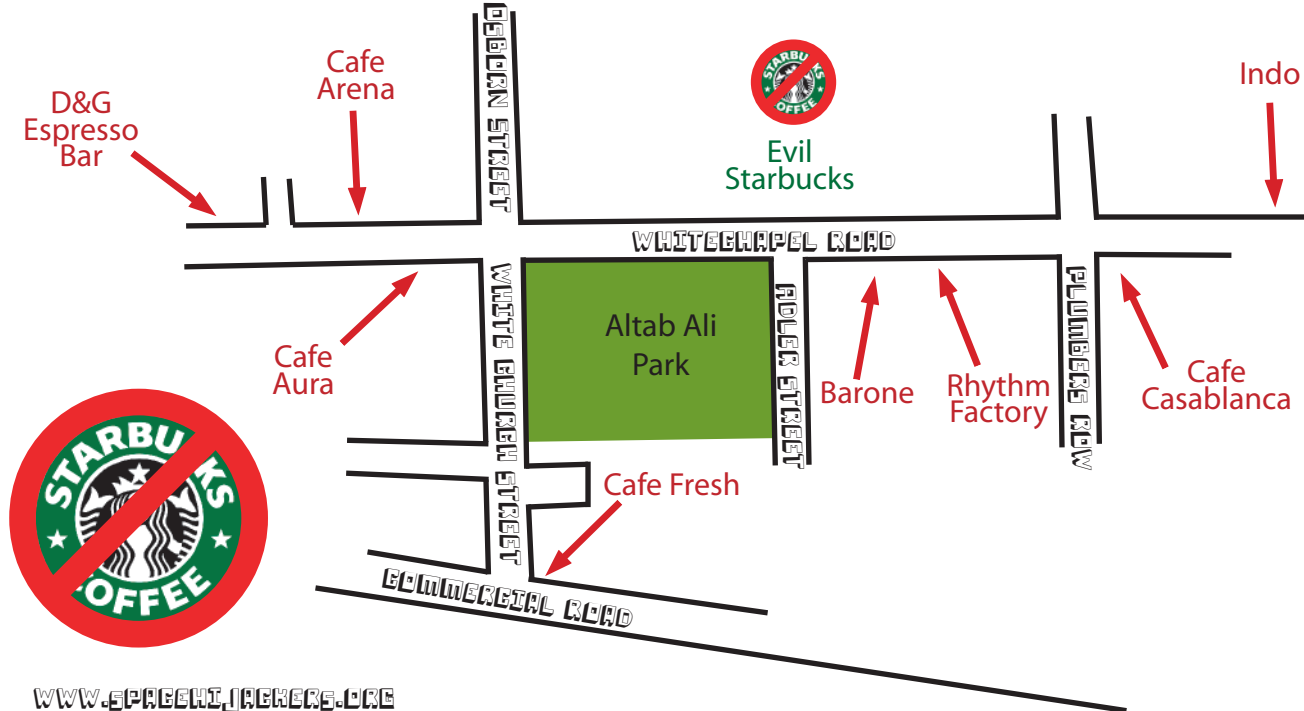 OSBORN STREET
Cafe
Arena
D&G
Espresso
Bar
STARBUCKS
COFFEE
Evil
Starbucks
Indo
WHITECHAPEL ROAD
WHITE CHURCH STREET
Altab Ali
Park
ADLER STREET
PLUMBERS ROW
Cafe
Aura
Barone
Rhythm
Factory
Cafe
Casablanca
STARBUCKS
COFFEE
Cafe Fresh
COMMERCIAL ROAD
WWW.SPACEHIJACKERS.ORG